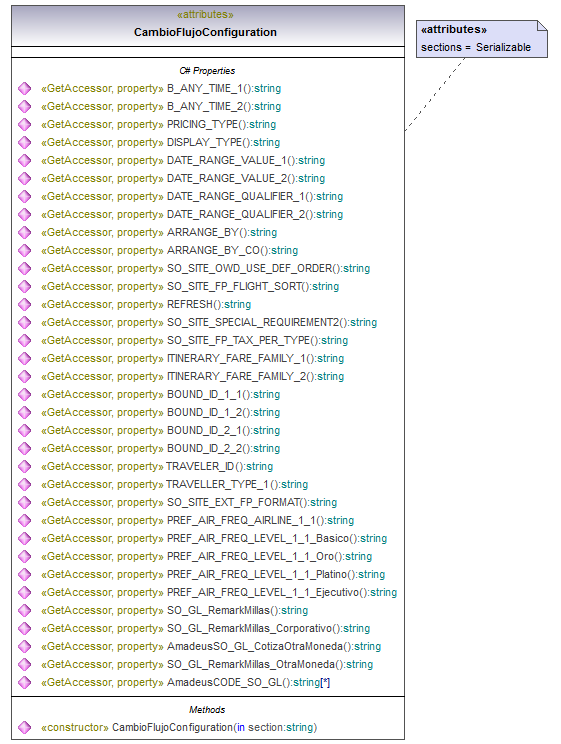 «attributes»
CambioFlujoConfiguration
«attributes»
sections = Serializable
C# Properties
«GetAccessor, property» B_ANY_TIME_1():string
«GetAccessor, property» B_ANY_TIME_2():string
«GetAccessor, property» PRICING_TYPE():string
«GetAccessor, property» DISPLAY_TYPE():string
«GetAccessor, property» DATE_RANGE_VALUE_1():string
«GetAccessor, property» DATE_RANGE_VALUE_2():string
«GetAccessor, property» DATE_RANGE_QUALIFIER_1():string
«GetAccessor, property» DATE_RANGE_QUALIFIER_2():string
«GetAccessor, property» ARRANGE_BY():string
«GetAccessor, property» ARRANGE_BY_CO():string
«GetAccessor, property» SO_SITE_OWD_USE_DEF_ORDER():string
«GetAccessor, property» SO_SITE_FP_FLIGHT_SORT():string
«GetAccessor, property» REFRESH():string
«GetAccessor, property» SO_SITE_SPECIAL_REQUIREMENT2():string
«GetAccessor, property» SO_SITE_FP_TAX_PER_TYPE():string
«GetAccessor, property» ITINERARY_FARE_FAMILY_1():string
«GetAccessor, property» ITINERARY_FARE_FAMILY_2():string
«GetAccessor, property» BOUND_ID_1_1():string
«GetAccessor, property» BOUND_ID_1_2():string
«GetAccessor, property» BOUND_ID_2_1():string
«GetAccessor, property» BOUND_ID_2_2():string
«GetAccessor, property» TRAVELER_ID():string
«GetAccessor, property» TRAVELLER_TYPE_1():string
«GetAccessor, property» SO_SITE_EXT_FP_FORMAT():string
«GetAccessor, property» PREF_AIR_FREQ_AIRLINE_1_1():string
«GetAccessor, property» PREF_AIR_FREQ_LEVEL_1_1_Basico():string
«GetAccessor, property» PREF_AIR_FREQ_LEVEL_1_1_Oro():string
«GetAccessor, property» PREF_AIR_FREQ_LEVEL_1_1_Platino():string
«GetAccessor, property» PREF_AIR_FREQ_LEVEL_1_1_Ejecutivo():string
«GetAccessor, property» SO_GL_RemarkMillas():string
«GetAccessor, property» SO_GL_RemarkMillas_Corporativo():string
«GetAccessor, property» AmadeusSO_GL_CotizaOtraMoneda():string
«GetAccessor, property» SO_GL_RemarkMillas_OtraMoneda():string
«GetAccessor, property» AmadeusCODE_SO_GL():string[*]
Methods
«constructor» CambioFlujoConfiguration(in section:string)